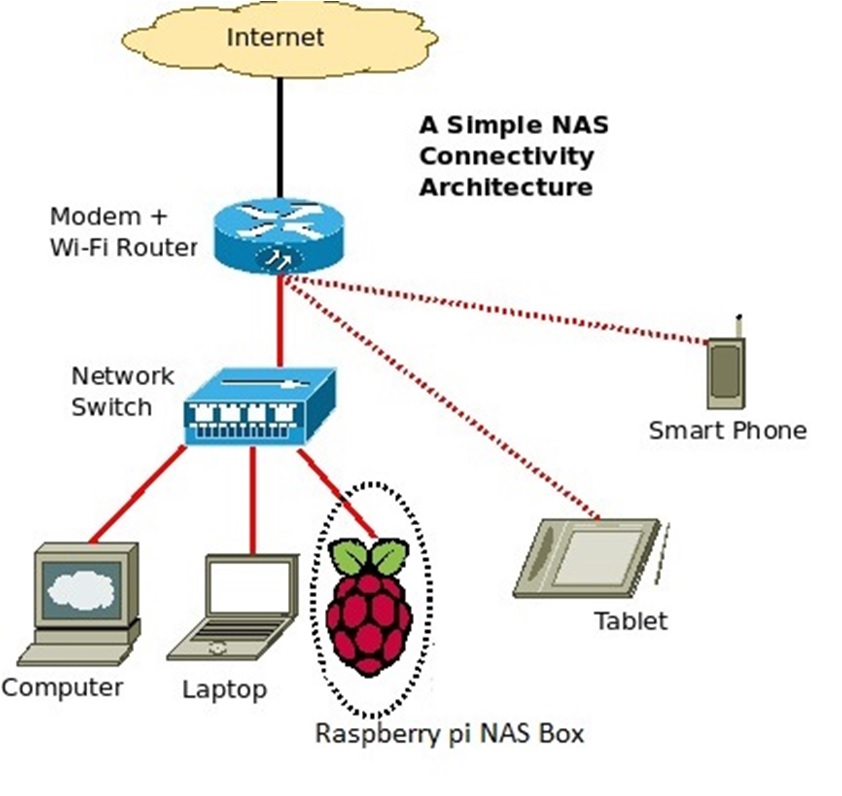 Internet
A Simple NAS
Connectivity
Architecture
Modem +
Wi-Fi Router
Network
Switch
Smart Phone
Tablet
Computer
Laptop
Raspberry pi NAS Box